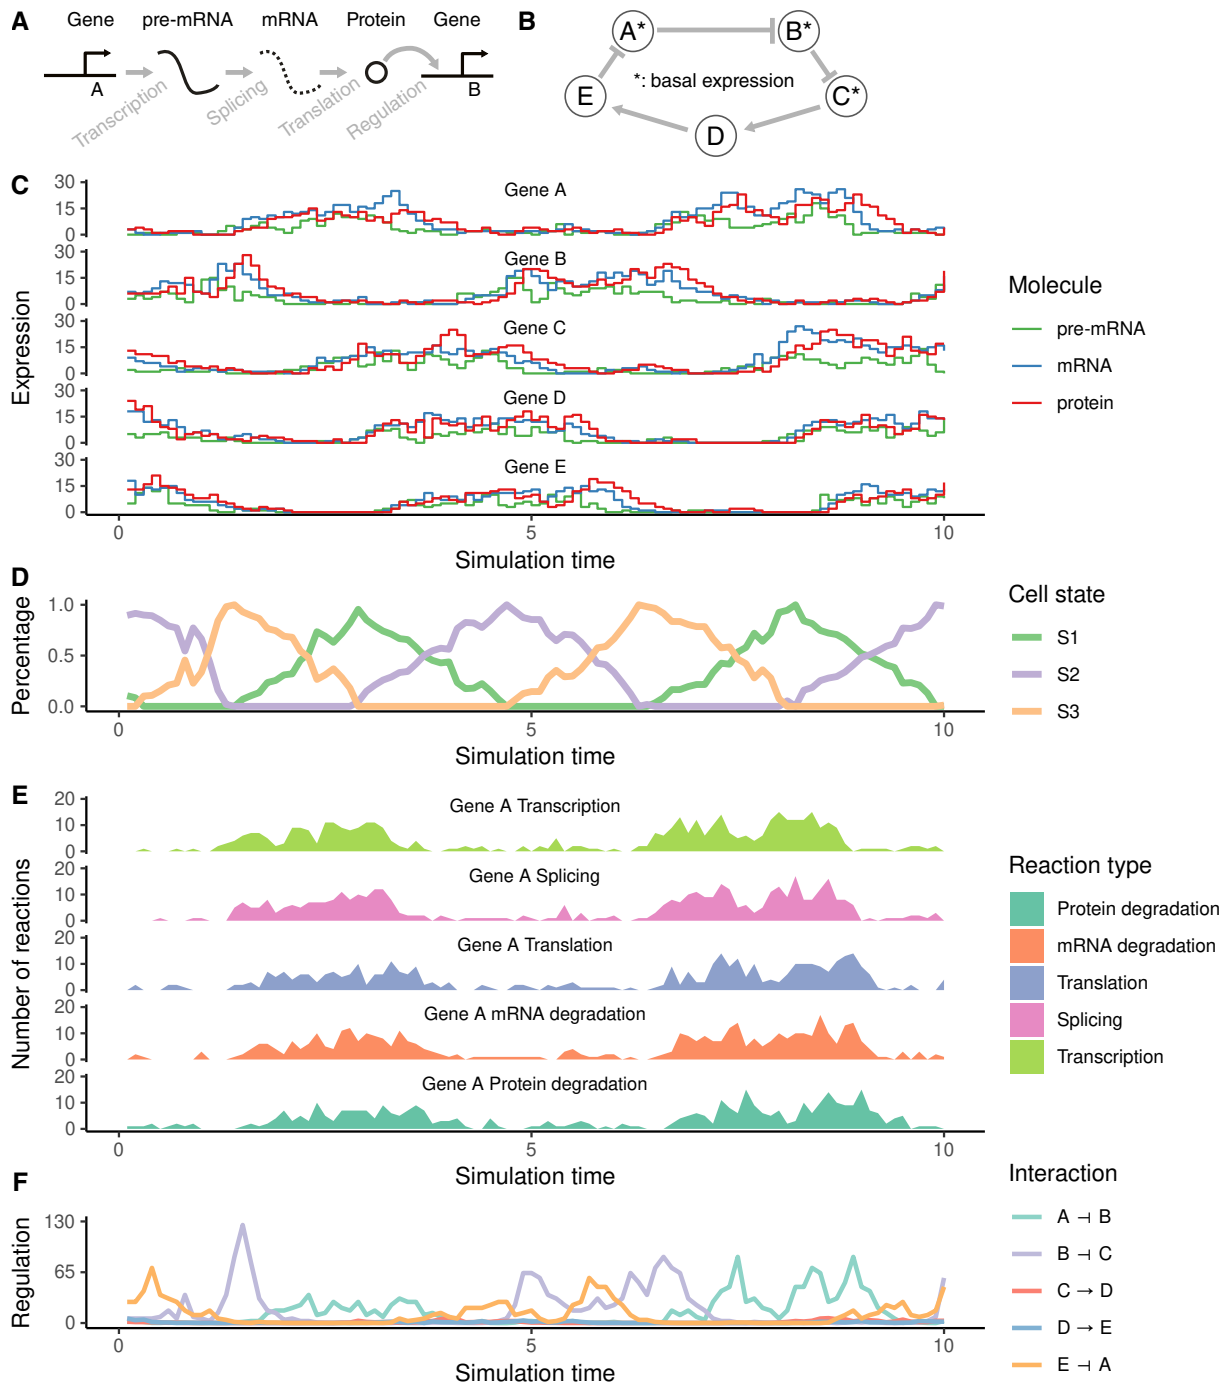 A
Gene pre-mRNA mRNA Protein Gene
A B
Transcription Splicing Translation Regulation
B
A* B*
*: basal expression
E C*
D
C
Expression
30
15
0
Gene A
30
15
0
Gene B
30
15
0
Gene C
30
15
0
Gene D
30
15
0
Gene E
0 5 10
Simulation time
Molecule
pre-mRNA
mRNA
protein
D
Percentage
1.0
0.5
0.0
0 5 10
Simulation time
Cell state
S1
S2
S3
E
Number of reactions
20
10
0
Gene A Transcription
20
10
0
Gene A Splicing
20
10
0
Gene A Translation
20
10
0
Gene A mRNA degradation
20
10
0
Gene A Protein degradation
0 5 10
Simulation time
Reaction type
Protein degradation
mRNA degradation
Translation
Splicing
Transcription
F
Regulation
130
65
0
0 5 10
Simulation time
Interaction
A ⊣ B
B ⊣ C
C → D
D → E
E ⊣ A